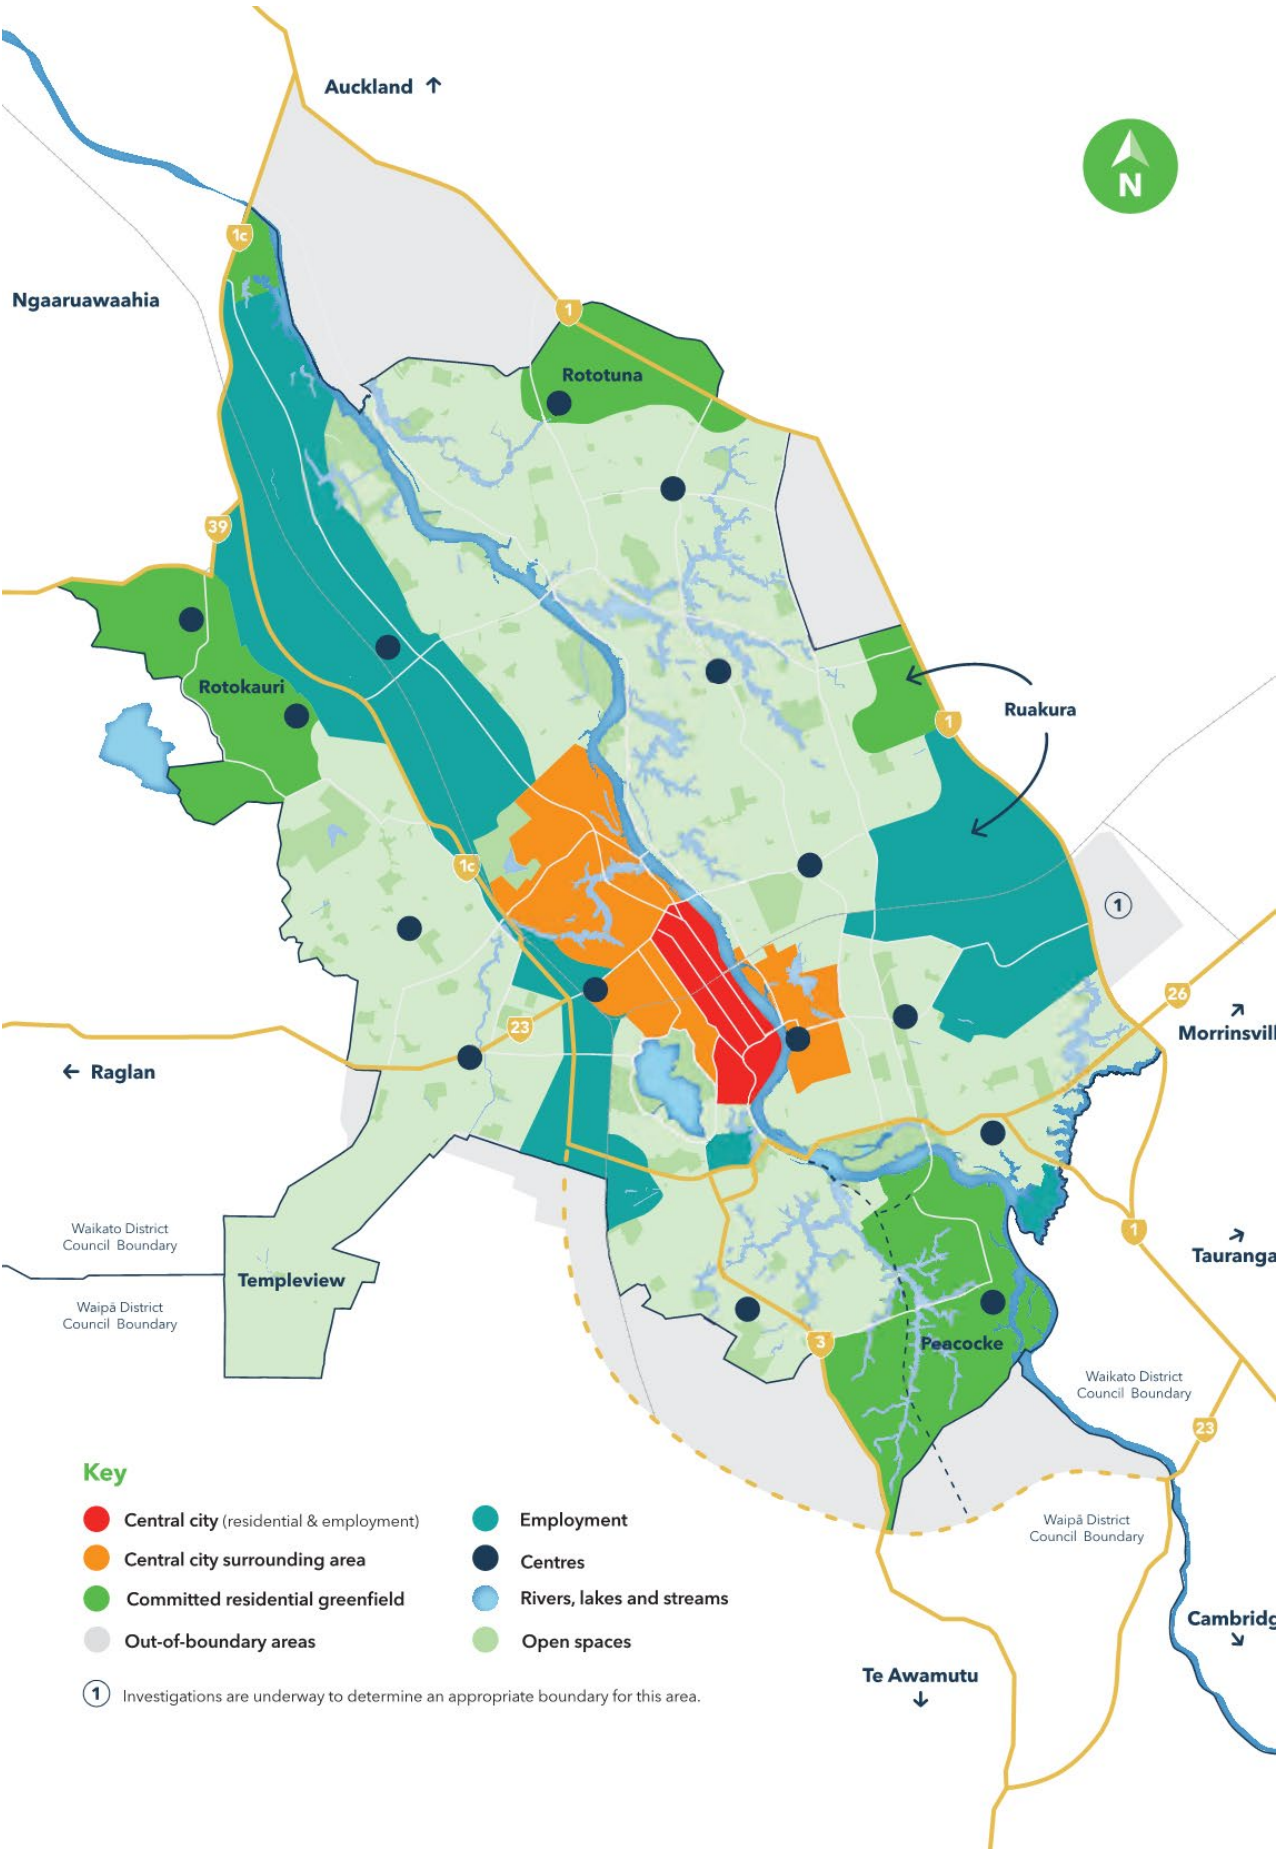 Auckland ↑
N
1c
Ngaaruawaahia
1
Rototuna
39
Rotokauri
Ruakura
1
1c
1
26
Morrinsvill
23
← Raglan
1
Tauranga
Waikato District
Council Boundary
Templeview
Waipā District
Council Boundary
3
Peacocke
Waikato District
Council Boundary
23
Key
Central city (residential & employment)
Central city surrounding area
Committed residential greenfield
Out-of-boundary areas
Employment
Centres
Rivers, lakes and streams
Open spaces
1 Investigations are underway to determine an appropriate boundary for this area.
Waipā District
Council Boundary
Cambridg
Te Awamutu